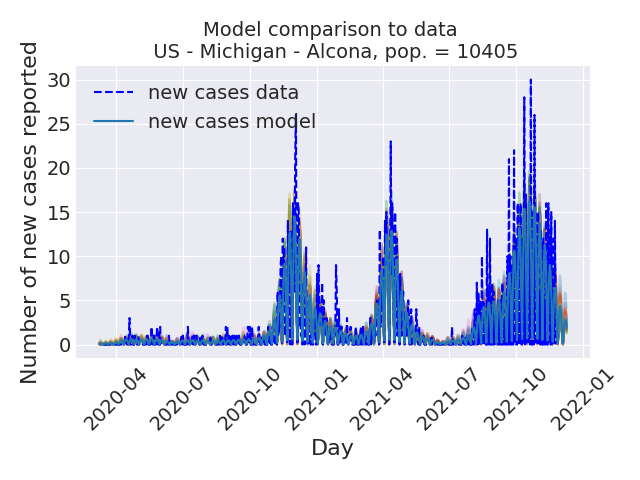 Model comparison to data
US - Michigan - Alcona, pop. = 10405
Number of new cases reported
30
25
20
15
10
5
0
new cases data
new cases model
2020-04
2020-07
2020-10
2021-01
2021-04
2021-07
2021-10
2022-01
Day